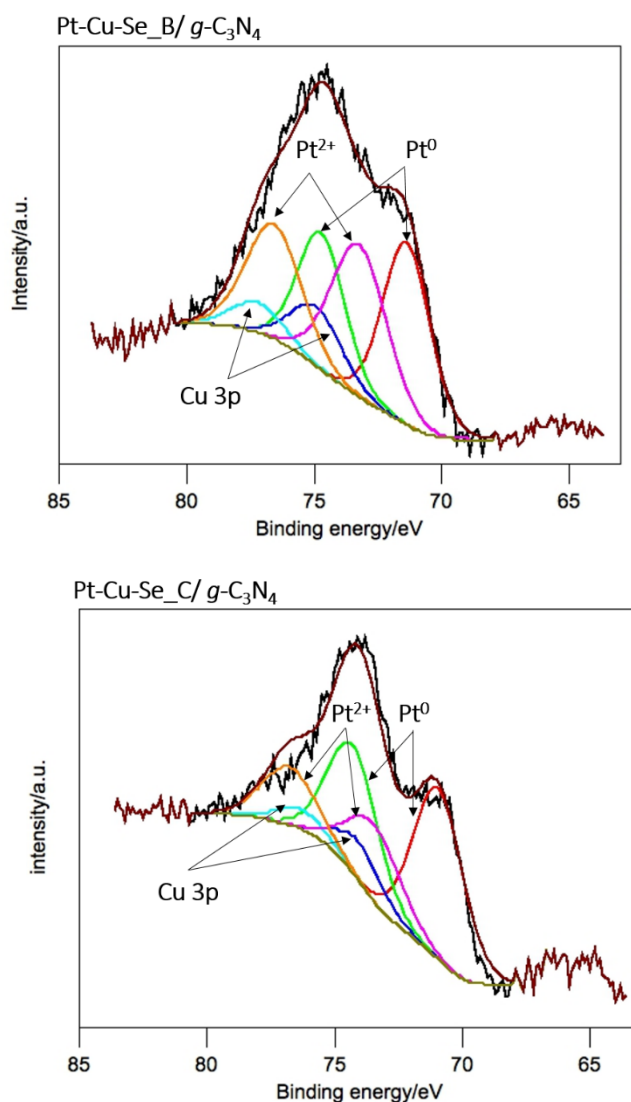 Pt-Cu-Se_B/ g-C₃N₄
Intensity/a.u.
Pt²⁺
Pt⁰
Cu 3p
85
80
75
70
65
Binding energy/eV
Pt-Cu-Se_C/ g-C₃N₄
intensity/a.u.
Pt²⁺
Pt⁰
Cu 3p
85
80
75
70
65
Binding energy/eV